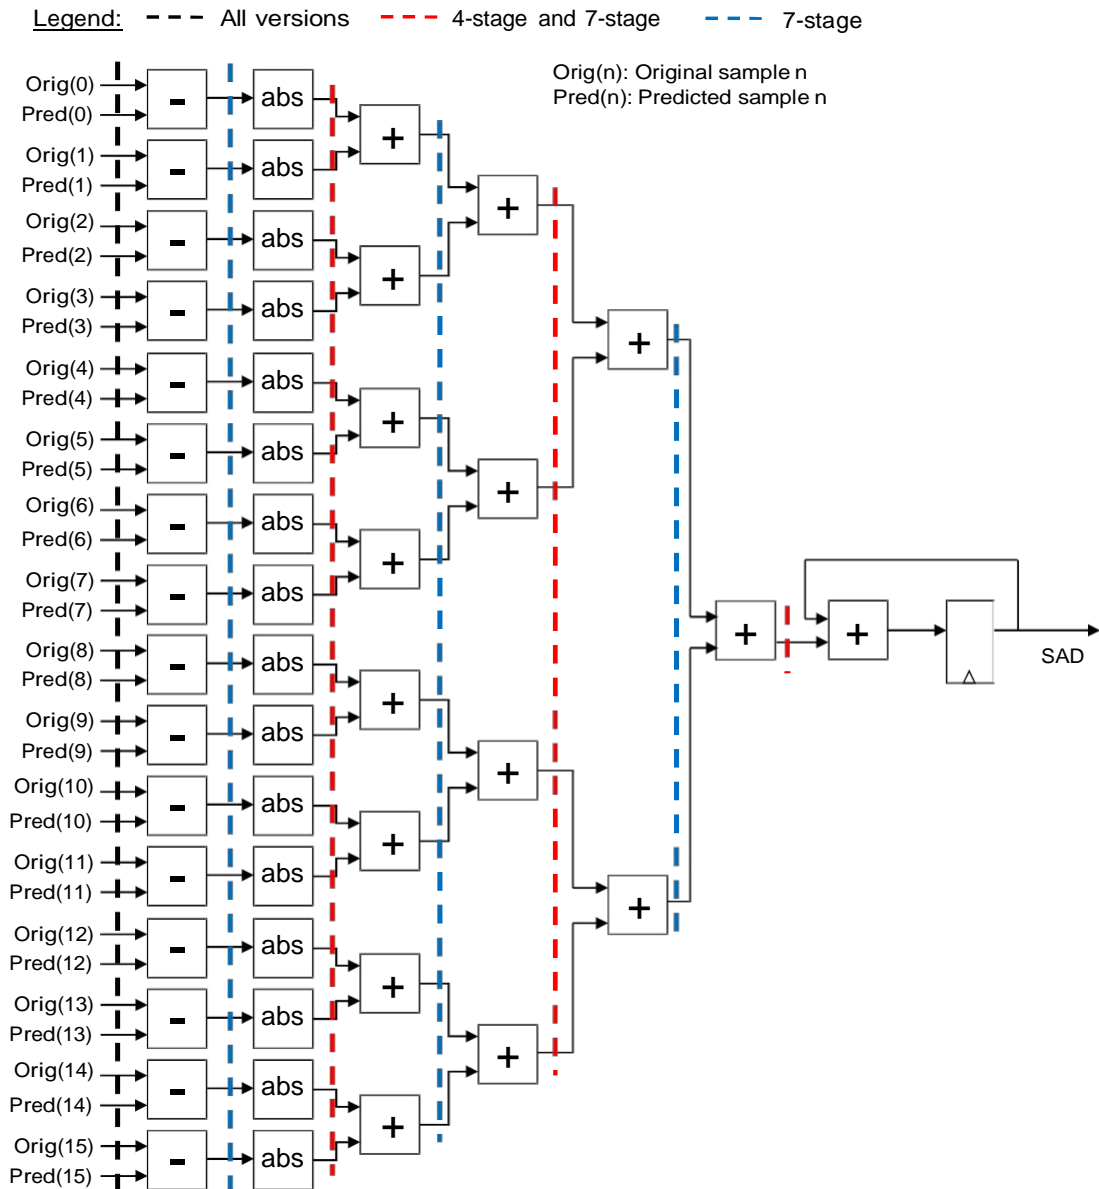 Legend: All versions 4-stage and 7-stage 7-stage
Orig(n): Original sample n
Pred(n): Predicted sample n
Orig(0)
Pred(0)
- abs
+
Orig(1)
Pred(1)
- abs
+
Orig(2)
Pred(2)
- abs
+
Orig(3)
Pred(3)
- abs
+
Orig(4)
Pred(4)
- abs
+
Orig(5)
Pred(5)
- abs
+
Orig(6)
Pred(6)
- abs
+
Orig(7)
Pred(7)
- abs
+ +
SAD
Orig(8)
Pred(8)
- abs
+
Orig(9)
Pred(9)
- abs
+
Orig(10)
Pred(10)
- abs
+
Orig(11)
Pred(11)
- abs
+
Orig(12)
Pred(12)
- abs
+
Orig(13)
Pred(13)
- abs
+
Orig(14)
Pred(14)
- abs
+
Orig(15)
Pred(15)
- abs